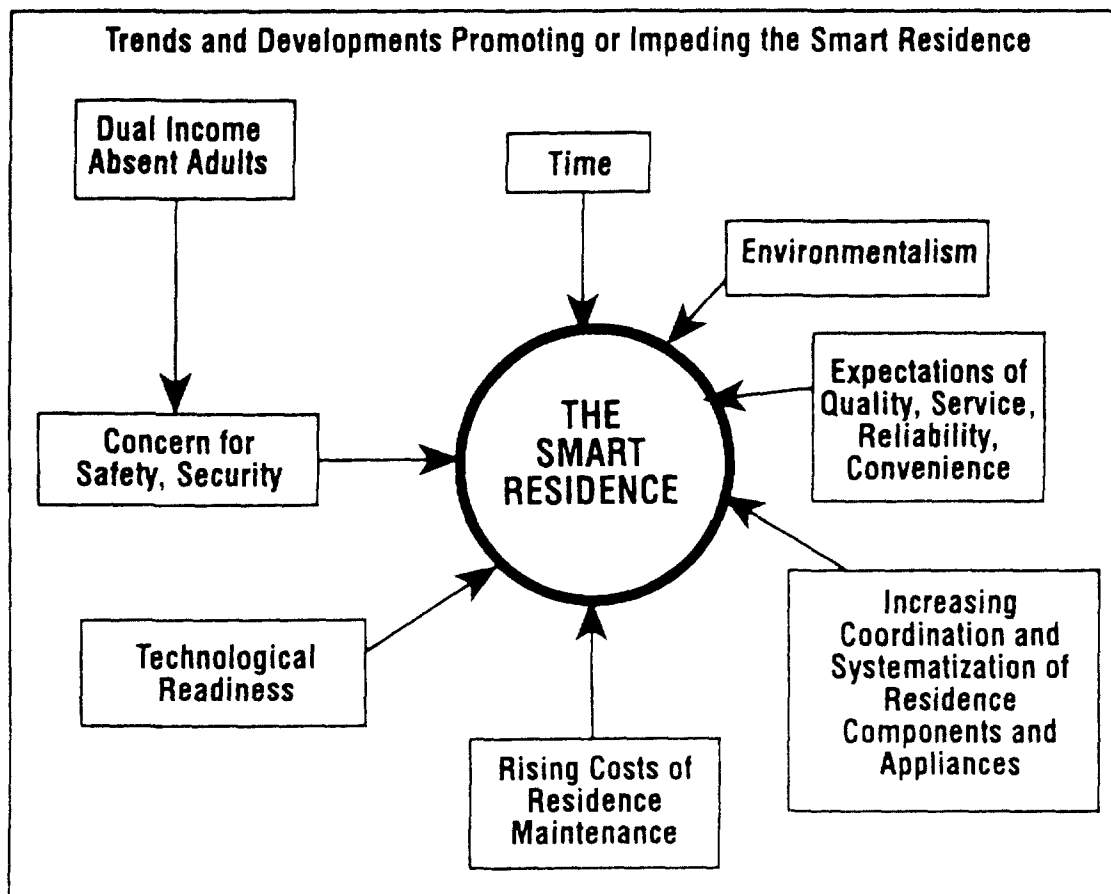 Trends and Developments Promoting or Impeding the Smart Residence
Dual Income
Absent Adults
Time
Environmentalism
Expectations of
Quality, Service,
Reliability,
Convenience
THE
SMART
RESIDENCE
Concern for
Safety, Security
Technological
Readiness
Rising Costs of
Residence
Maintenance
Increasing
Coordination and
Systematization of
Residence
Components and
Appliances